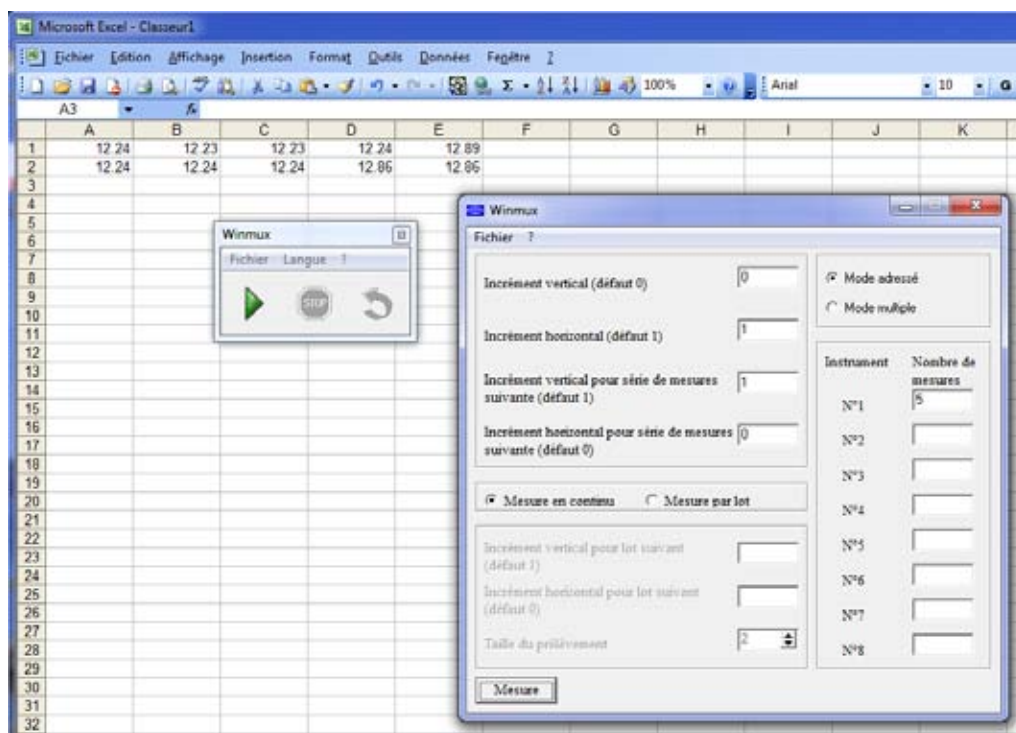 Microsoft Excel - Classeur1
Fichier Edition Affichage Insertion Format Outils Données Fenêtre ?
100% Arial 10 G
A3 fx
A B C D E F G H I J K
1 12.24 12.23 12.23 12.24 12.89
2 12.24 12.24 12.24 12.86 12.86
3
4
5
6
7
8
9
10
11
12
13
14
15
16
17
18
19
20
21
22
23
24
25
26
27
28
29
30
31
32
Winmux
Fichier Langue ?
STOP
Winmux
Fichier ?
Incrément vertical (défaut 0) 0
Incrément horizontal (défaut 1) 1
Incrément vertical pour série de mesures
suivante (défaut 1) 1
Incrément horizontal pour série de mesures 0
suivante (défaut 0)
Mesure en continu Mesure par lot
Incrément vertical pour lot suivant
(défaut 1)
Incrément horizontal pour lot suivant
(défaut 0)
Taille du prélèvement 2
Mesure
Mode adressé
Mode multiple
Instrument Nombre de
mesures
N°1 5
N°2
N°3
N°4
N°5
N°6
N°7
N°8